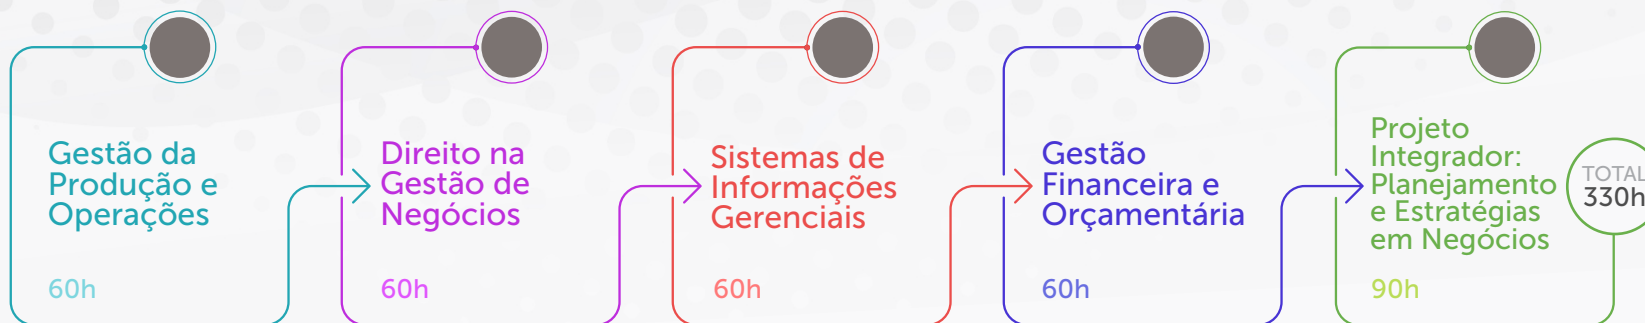 Gestão da
Produção e
Operações
60h
Direito na
Gestão de
Negócios
60h
Sistemas de
Informações
Gerenciais
60h
Gestão
Financeira e
Orçamentária
60h
Projeto
Integrador:
Planejamento
e Estratégias
em Negócios
90h
TOTAL
330h